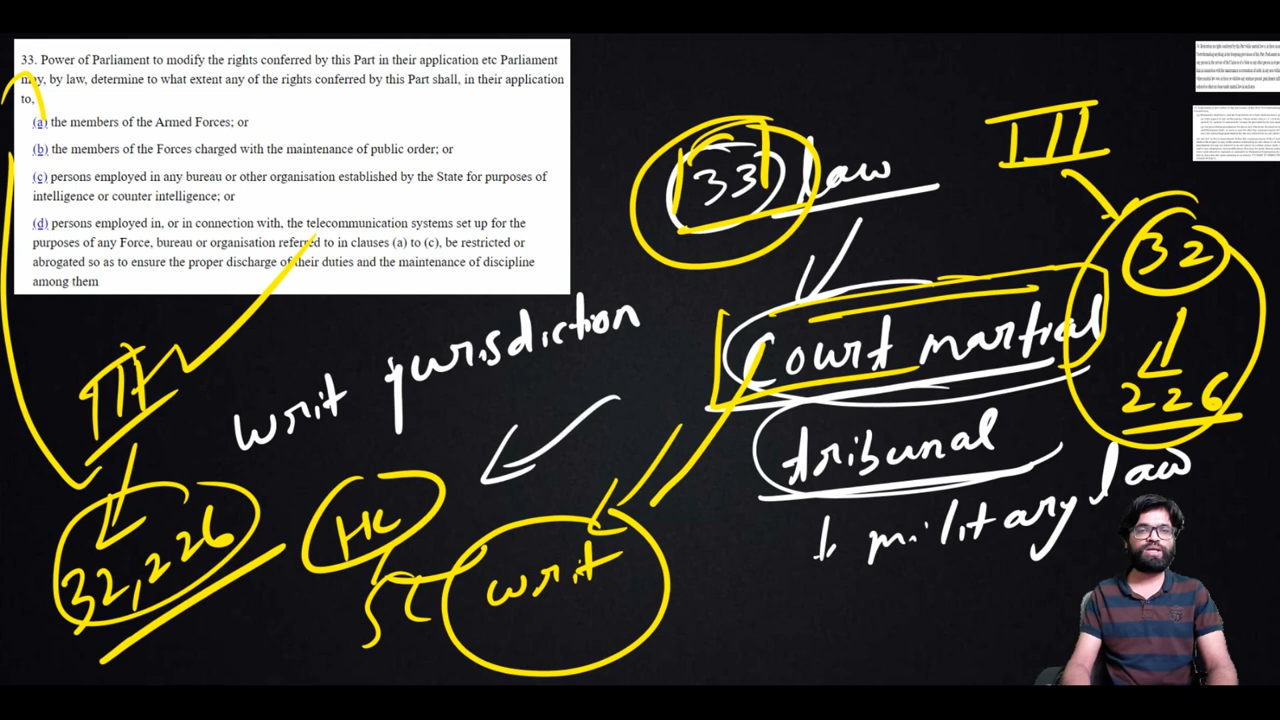 33. Power of Parliament to modify the rights conferred by this Part in their application etc Parliament
may, by law, determine to what extent any of the rights conferred by this Part shall, in their application
to,
(a) the members of the Armed Forces; or
(b) the members of the Forces charged with the maintenance of public order; or
(c) persons employed in any bureau or other organisation established by the State for purposes of
intelligence or counter intelligence; or
(d) persons employed in, or in connection with, the telecommunication systems set up for the
purposes of any Force, bureau or organisation referred to in clauses (a) to (c), be restricted or
abrogated so as to ensure the proper discharge of their duties and the maintenance of discipline
among them
33 law
III
32
226
Court martial
tribunal
military law
writ jurisdiction
III
32, 226
HC
SC
writ